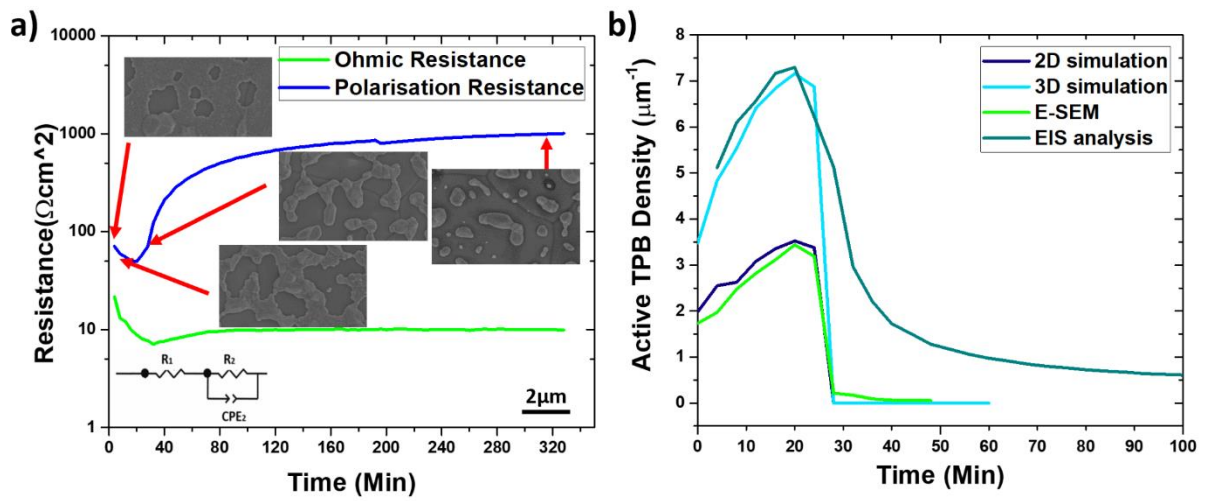 a)
10000
1000
100
10
1
Resistance(Ωcm^2)
Ohmic Resistance
Polarisation Resistance
R1
R2
CPE2
2μm
0 40 80 120 160 200 240 280 320
Time (Min)
b)
8
7
6
5
4
3
2
1
0
Active TPB Density (μm-1)
2D simulation
3D simulation
E-SEM
EIS analysis
0 10 20 30 40 50 60 70 80 90 100
Time (Min)